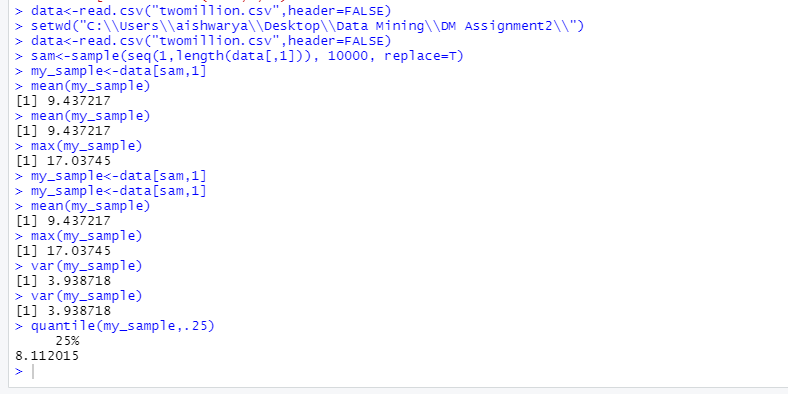 > data<-read.csv("twomillion.csv",header=FALSE)
> setwd("C:\\Users\\aishwarya\\Desktop\\Data Mining\\DM Assignment2\\")
> data<-read.csv("twomillion.csv",header=FALSE)
> sam<-sample(seq(1,length(data[,1])), 10000, replace=T)
> my_sample<-data[sam,1]
> mean(my_sample)
[1] 9.437217
> mean(my_sample)
[1] 9.437217
> max(my_sample)
[1] 17.03745
> my_sample<-data[sam,1]
> my_sample<-data[sam,1]
> mean(my_sample)
[1] 9.437217
> max(my_sample)
[1] 17.03745
> var(my_sample)
[1] 3.938718
> var(my_sample)
[1] 3.938718
> quantile(my_sample,.25)
     25%
8.112015
>